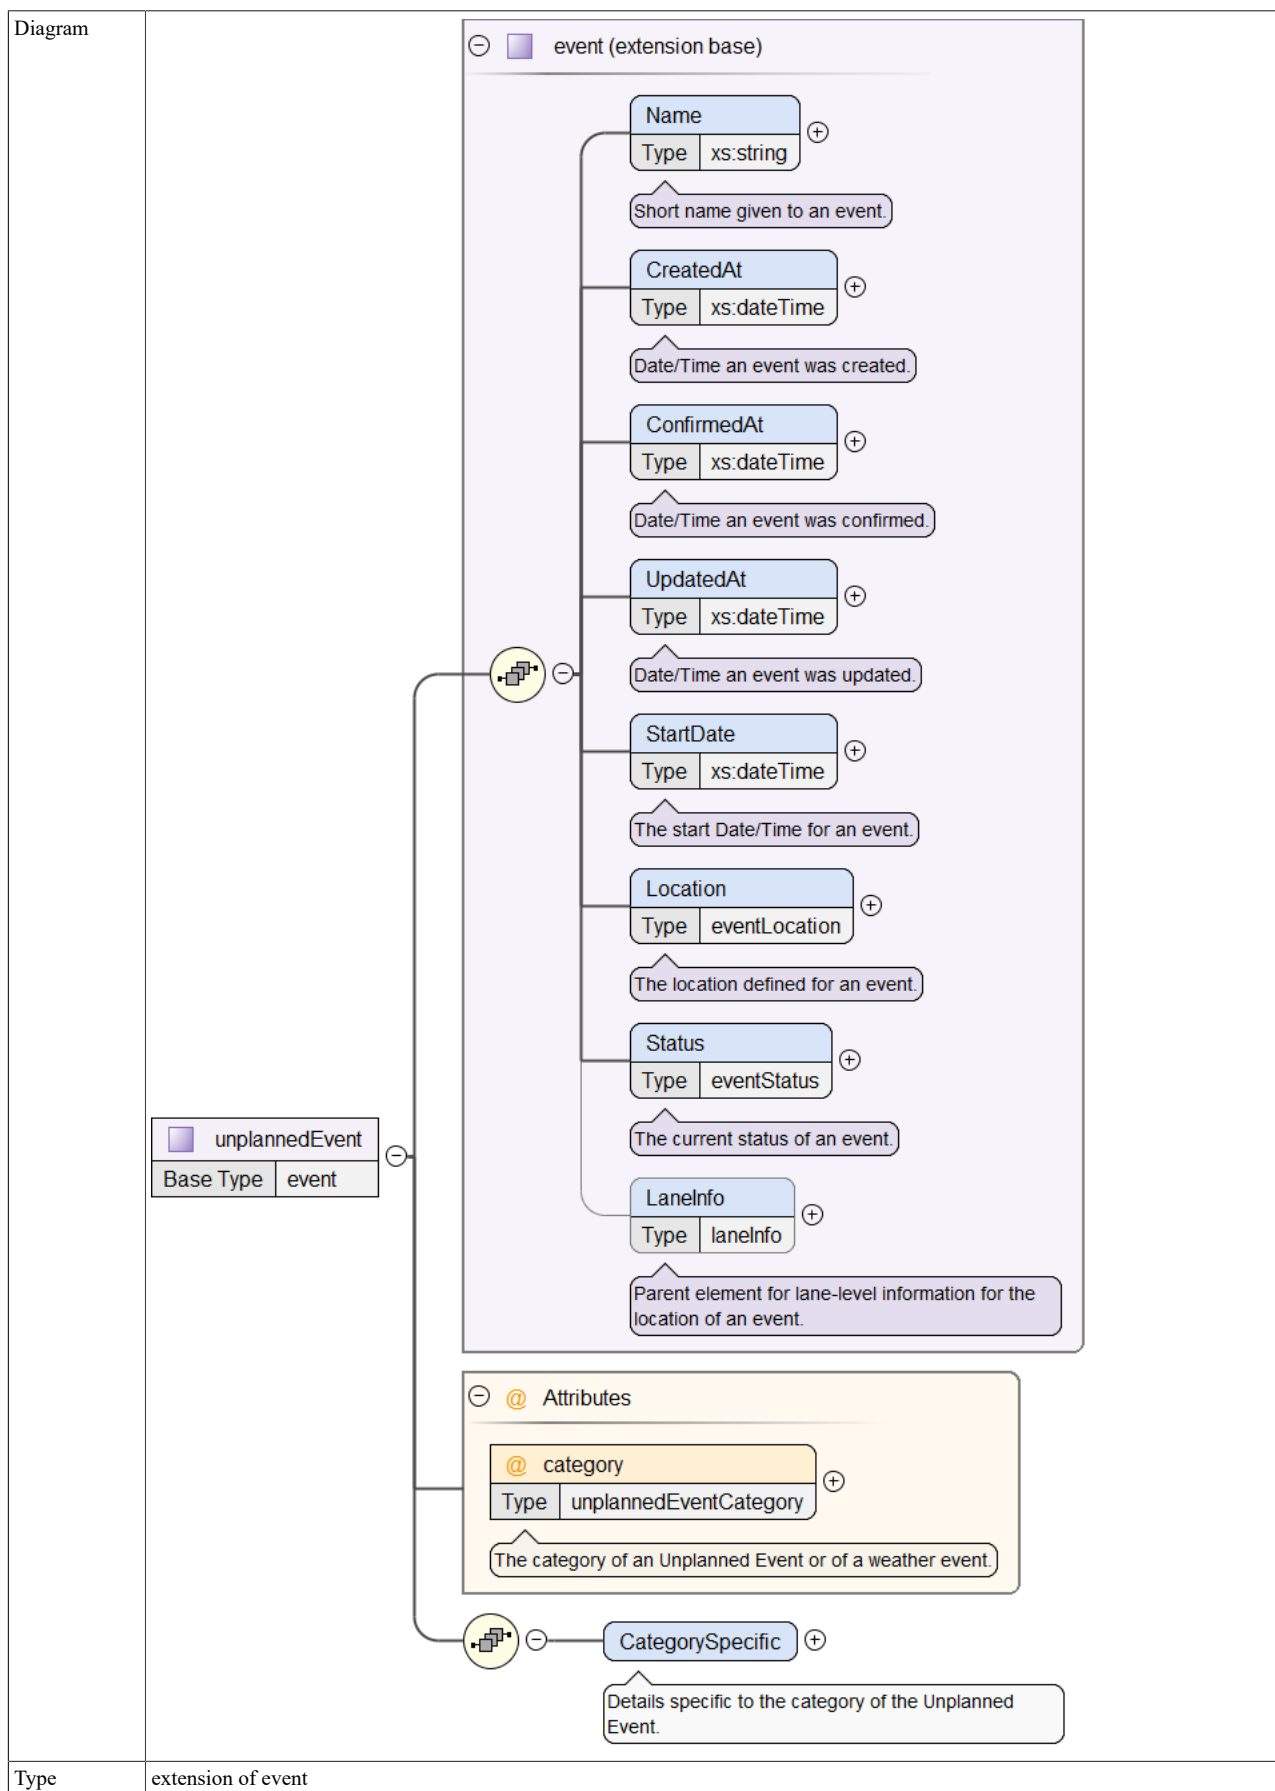 Diagram
event (extension base)
Name
Type xs:string
Short name given to an event.
CreatedAt
Type xs:dateTime
Date/Time an event was created.
ConfirmedAt
Type xs:dateTime
Date/Time an event was confirmed.
UpdatedAt
Type xs:dateTime
Date/Time an event was updated.
StartDate
Type xs:dateTime
The start Date/Time for an event.
Location
Type eventLocation
The location defined for an event.
Status
Type eventStatus
The current status of an event.
unplannedEvent
Base Type event
LaneInfo
Type laneInfo
Parent element for lane-level information for the
location of an event.
@ Attributes
@ category
Type unplannedEventCategory
The category of an Unplanned Event or of a weather event.
CategorySpecific
Details specific to the category of the Unplanned
Event.
Type extension of event